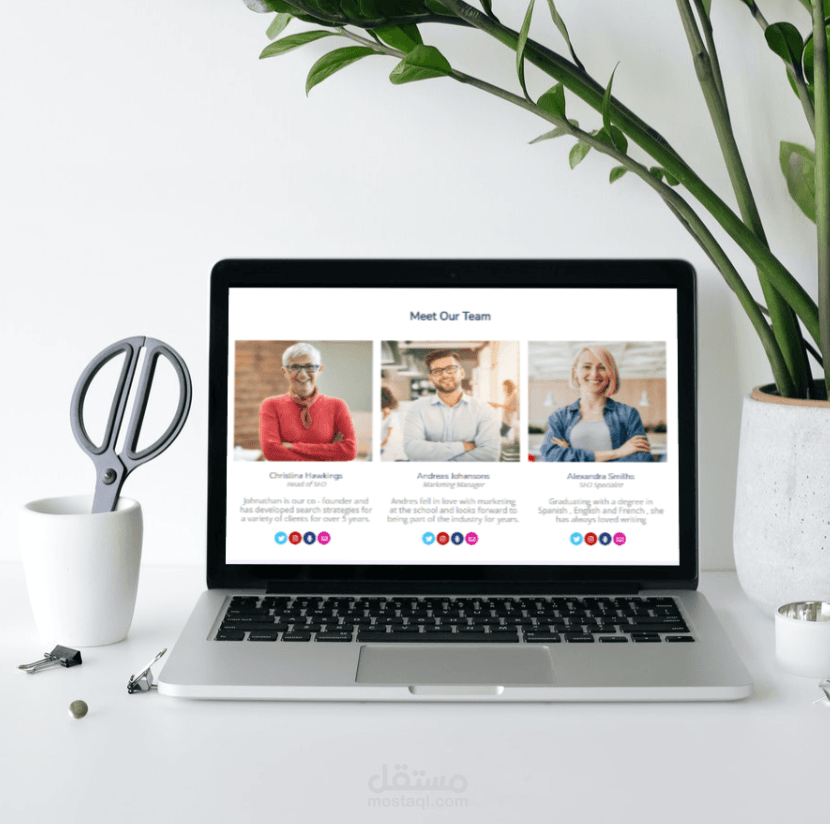 Meet Our Team
Christina Hawkings
Head of SEO
Johnathan is our co - founder and
has developed search strategies for
a variety of clients for over 5 years.
Andrees Johansons
Marketing Manager
Andres fell in love with marketing
at the school and looks forward to
being part of the industry for years.
Alexandra Smiths
SEO Specialist
Graduating with a degree in
Spanish , English and French , she
has always loved writing
مستقل
mostaql.com